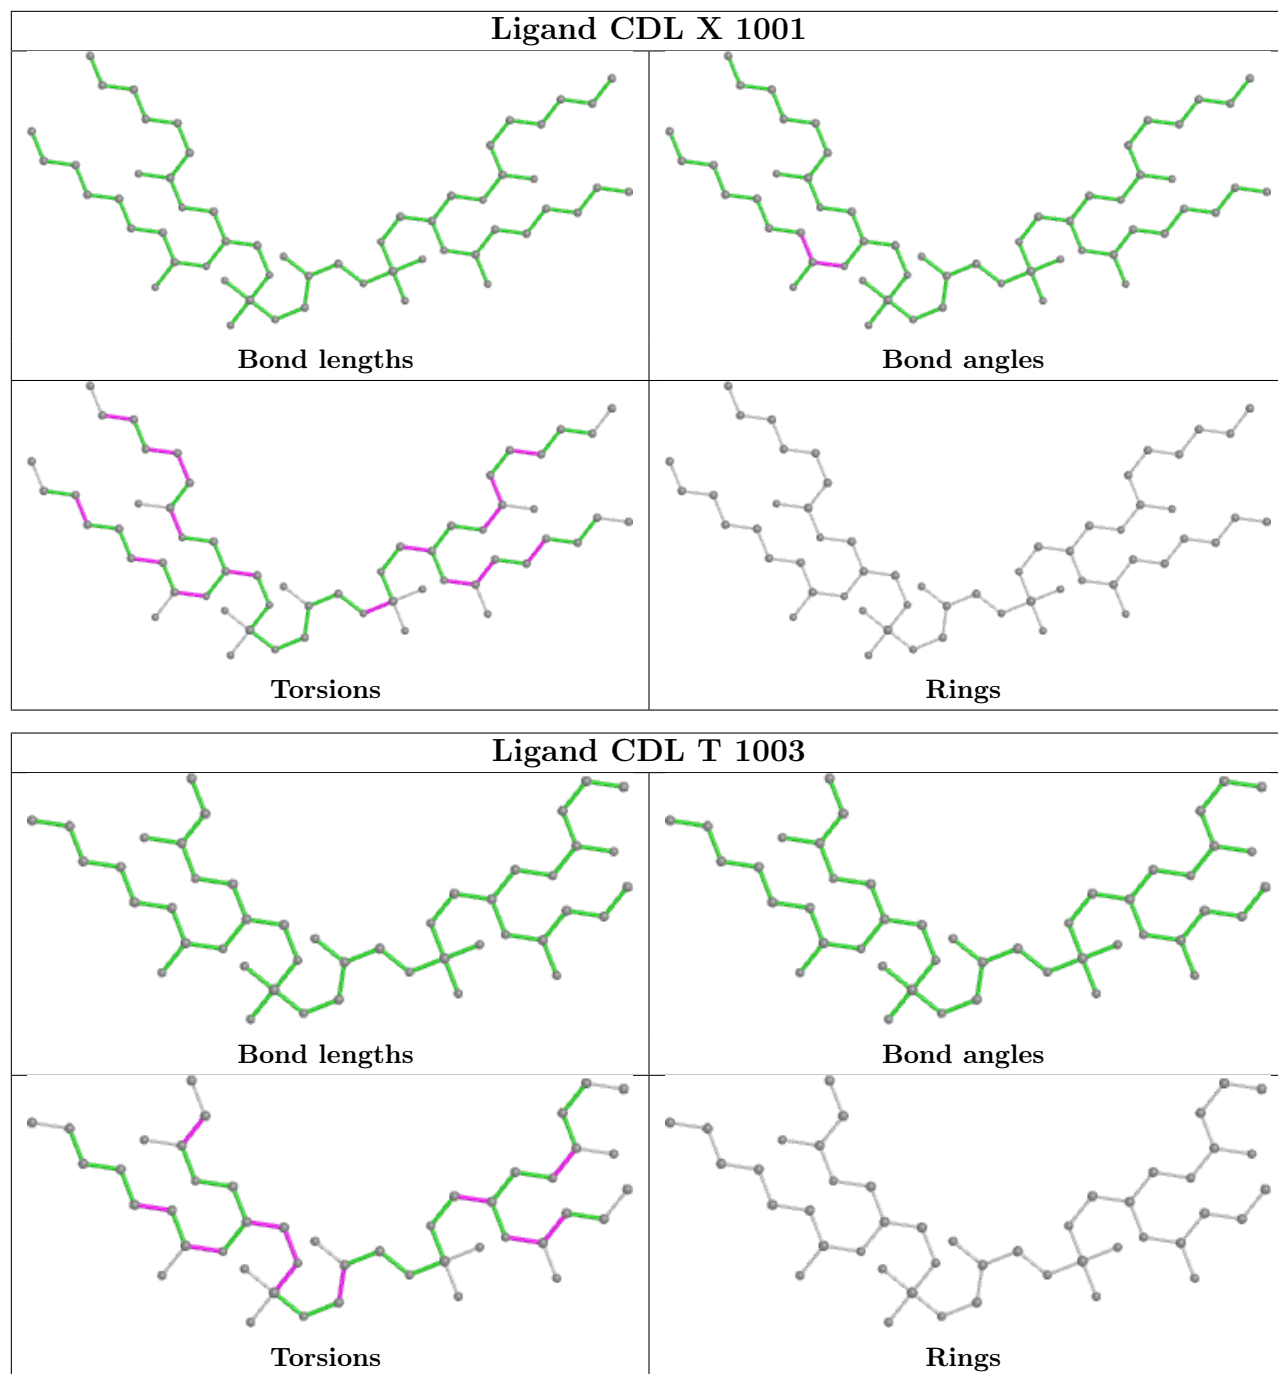 Ligand CDL X 1001
Bond lengths
Bond angles
Torsions
Rings
Ligand CDL T 1003
Bond lengths
Bond angles
Torsions
Rings